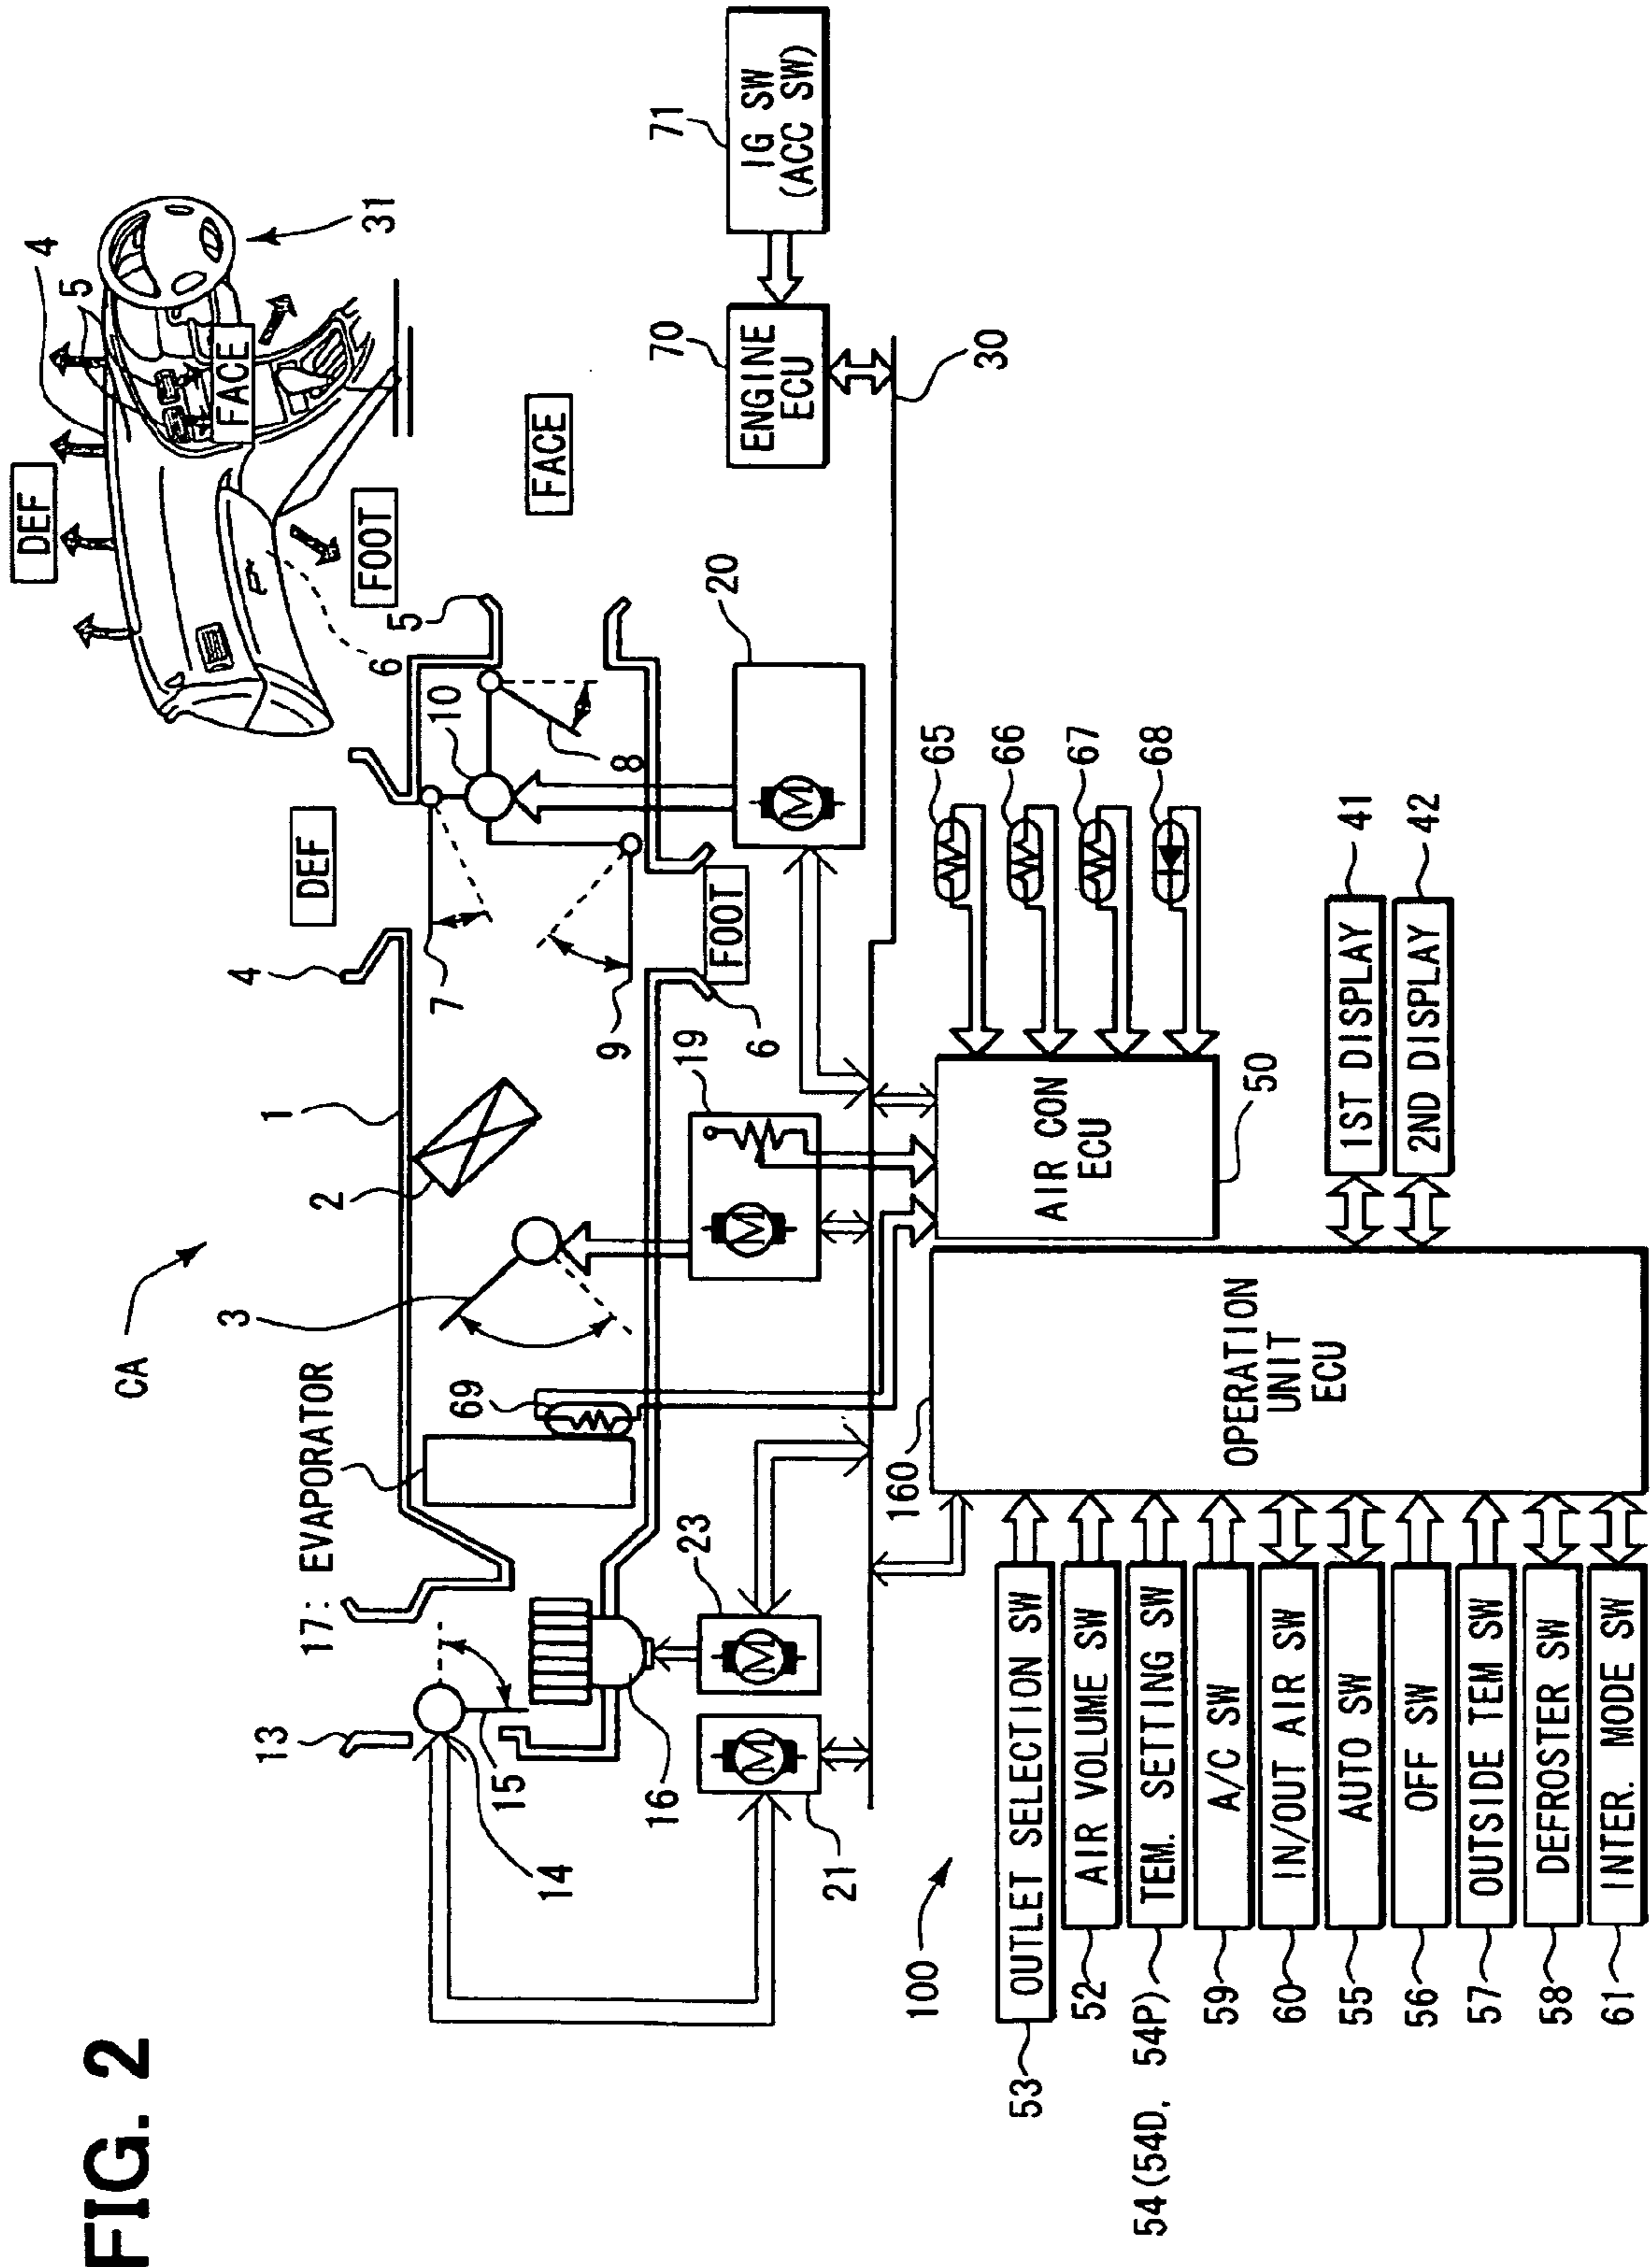 FIG. 2
CA
17: EVAPORATOR
13
14
15
16
21
23
69
3
2
1
19
4
DEF
7
9
6
FOOT
10
8
5
FACE
20
6
DEF
FOOT
FACE
4
5
31
71
IG SW
(ACC SW)
70
ENGINE
ECU
30
M
M
M
M
65
66
67
68
AIR CON
ECU
50
160
OPERATION
UNIT
ECU
1ST DISPLAY
41
2ND DISPLAY
42
100
53
OUTLET SELECTION SW
52
AIR VOLUME SW
54(54D, 54P)
TEM. SETTING SW
59
A/C SW
60
IN/OUT AIR SW
55
AUTO SW
56
OFF SW
57
OUTSIDE TEM SW
58
DEFROSTER SW
61
INTER. MODE SW